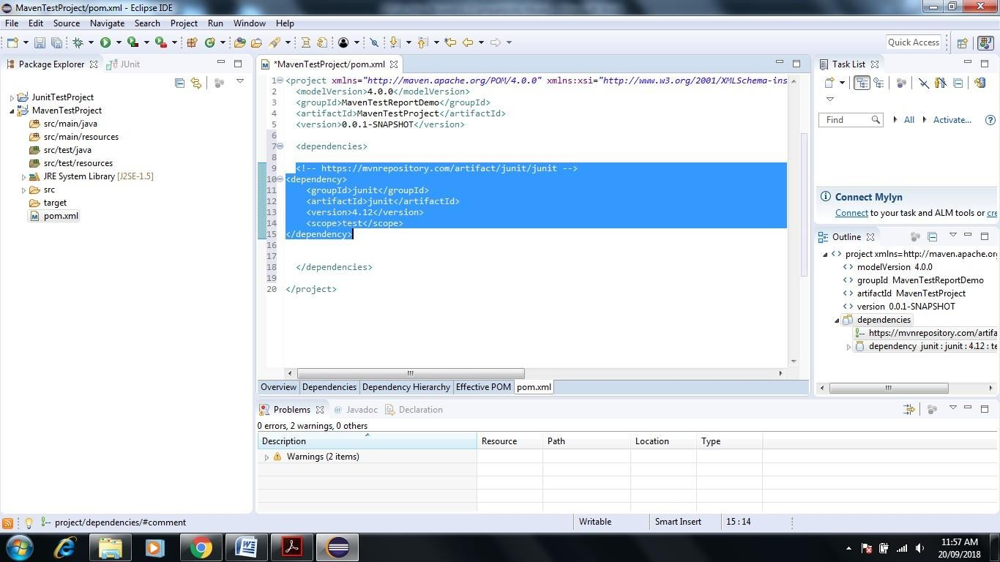 MavenTestProject/pom.xml - Eclipse IDE
File Edit Source Navigate Search Project Run Window Help
Quick Access
Package Explorer JUnit
JunitTestProject
MavenTestProject
src/main/java
src/main/resources
src/test/java
src/test/resources
JRE System Library [J2SE-1.5]
src
target
pom.xml
*MavenTestProject/pom.xml
1 <project xmlns="http://maven.apache.org/POM/4.0.0" xmlns:xsi="http://www.w3.org/2001/XMLSchema-ins
2 <modelVersion>4.0.0</modelVersion>
3 <groupId>MavenTestReportDemo</groupId>
4 <artifactId>MavenTestProject</artifactId>
5 <version>0.0.1-SNAPSHOT</version>
6
7 <dependencies>
8
9 <!-- https://mvnrepository.com/artifact/junit/junit -->
10 <dependency>
11 <groupId>junit</groupId>
12 <artifactId>junit</artifactId>
13 <version>4.12</version>
14 <scope>test</scope>
15 </dependency>
16
17
18 </dependencies>
19
20 </project>
Overview Dependencies Dependency Hierarchy Effective POM pom.xml
Task List
Find All Activate...
Connect Mylyn
Connect to your task and ALM tools or cre
Outline
project xmlns=http://maven.apache.or
modelVersion 4.0.0
groupId MavenTestReportDemo
artifactId MavenTestProject
version 0.0.1-SNAPSHOT
dependencies
https://mvnrepository.com/artifa
dependency junit : junit : 4.12 : te
Problems @ Javadoc Declaration
0 errors, 2 warnings, 0 others
Description Resource Path Location Type
Warnings (2 items)
project/dependencies/#comment Writable Smart Insert 15 : 14
11:57 AM
20/09/2018